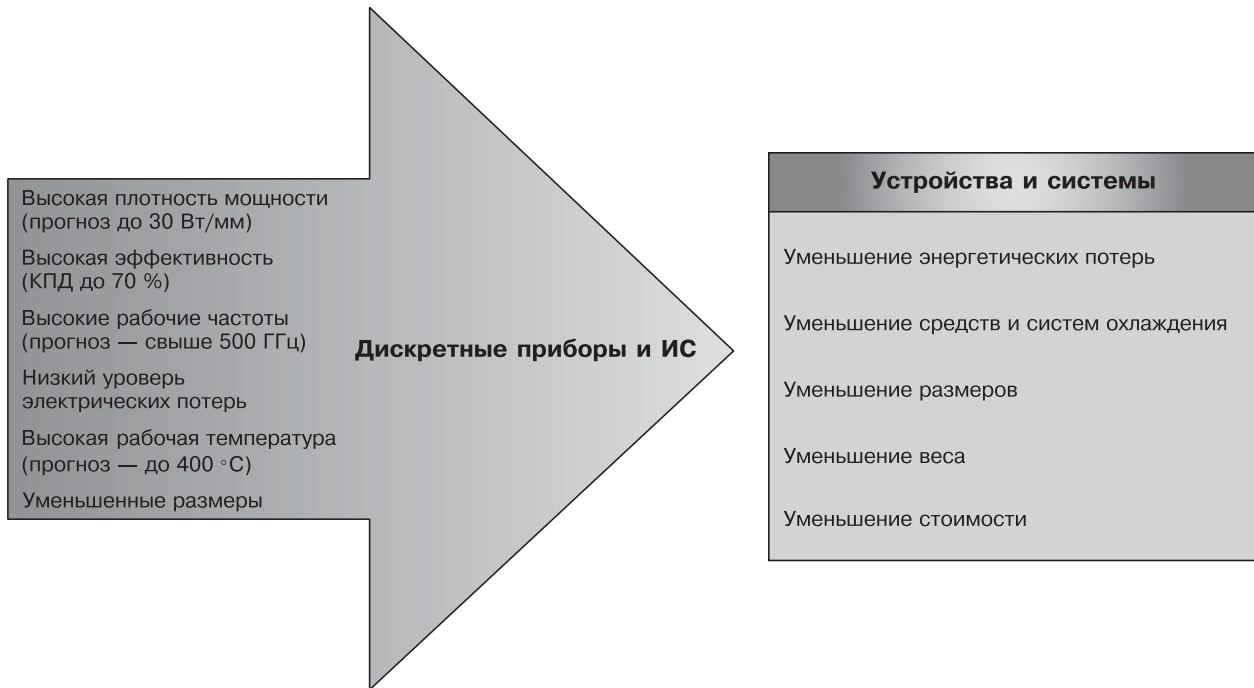 Высокая плотность мощности
(прогноз до 30 Вт/мм)
Высокая эффективность
(КПД до 70 %)
Высокие рабочие частоты
(прогноз — свыше 500 ГГц)
Низкий уроверь
электрических потерь
Высокая рабочая температура
(прогноз — до 400 °С)
Уменьшенные размеры
Дискретные приборы и ИС
Устройства и системы
Уменьшение энергетических потерь
Уменьшение средств и систем охлаждения
Уменьшение размеров
Уменьшение веса
Уменьшение стоимости